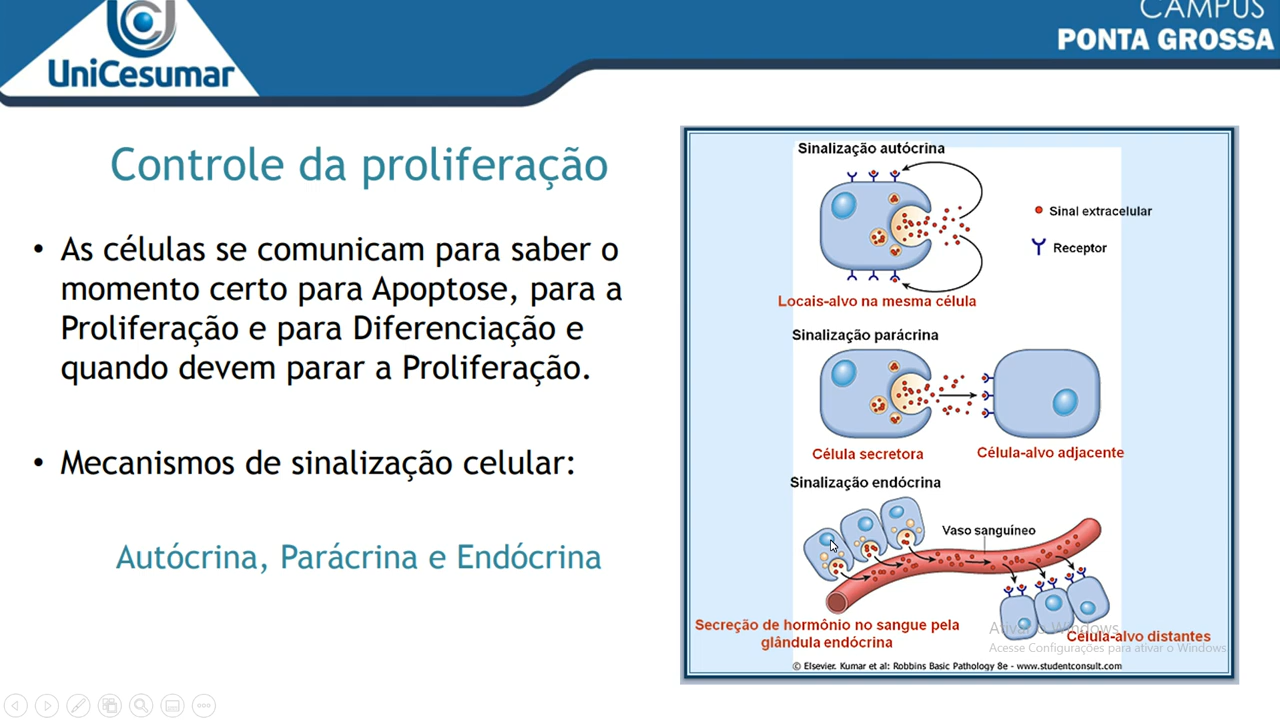 UniCesumar
CAMPUS
PONTA GROSSA
Controle da proliferação
• As células se comunicam para saber o
momento certo para Apoptose, para a
Proliferação e para Diferenciação e
quando devem parar a Proliferação.
• Mecanismos de sinalização celular:
Autócrina, Parácrina e Endócrina
Sinalização autócrina
Sinal extracelular
Receptor
Locais-alvo na mesma célula
Sinalização parácrina
Célula secretora
Célula-alvo adjacente
Sinalização endócrina
Vaso sanguíneo
Secreção de hormônio no sangue pela
glândula endócrina
Célula-alvo distantes
Ativar o Windows
Acesse Configurações para ativar o Windows.
© Elsevier. Kumar et al: Robbins Basic Pathology 8e - www.studentconsult.com